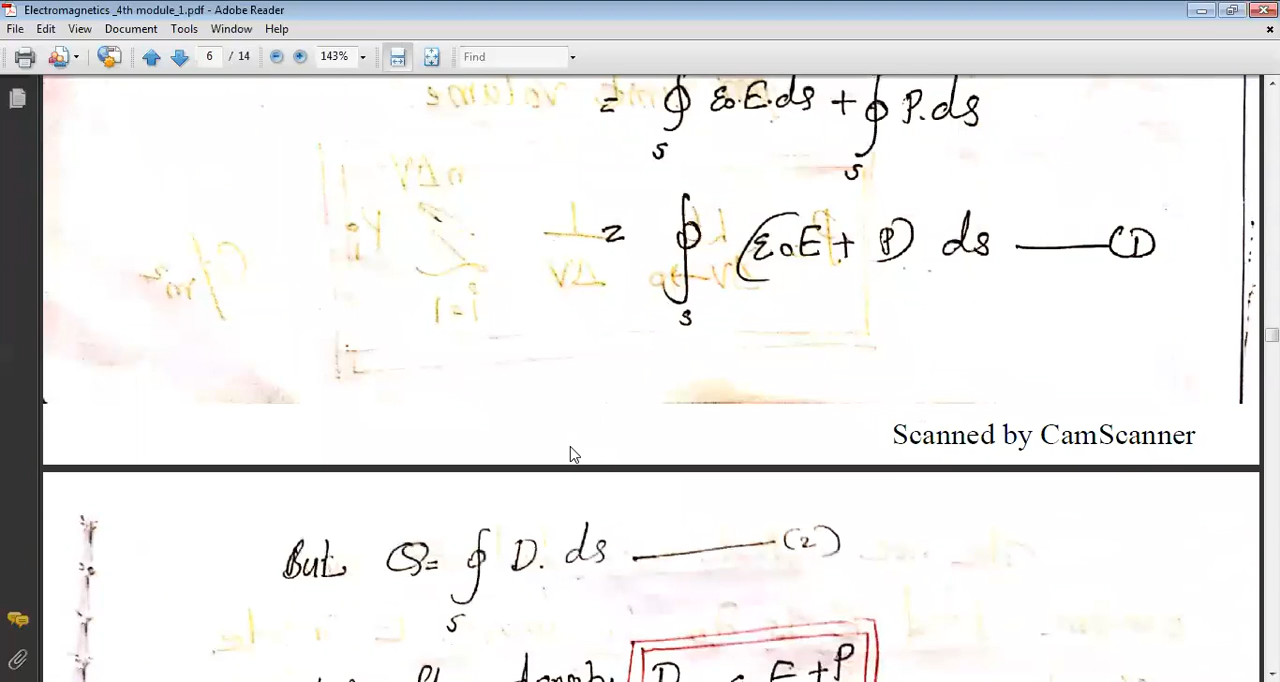 Electromagnetics _4th module_1.pdf - Adobe Reader
File Edit View Document Tools Window Help
6 / 14 143% Find
= ∮s ε₀.E.ds + ∮s P.ds
= ∮s (ε₀E + P) ds ——— (1)
Scanned by CamScanner
But Q = ∮s D. ds ——— (2)
D E + P